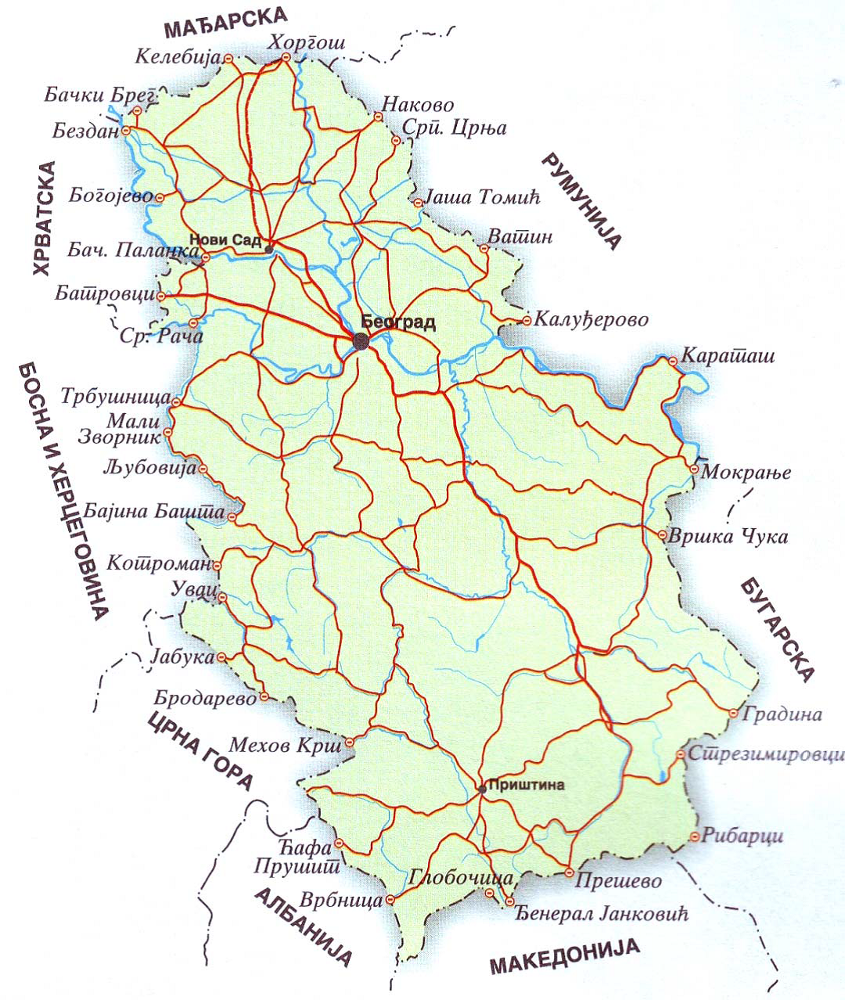 МАЂАРСКА
Хоргош
Келебија
Бачки Брег
Бездан
Наково
Срп. Црња
ХРВАТСКА
РУМУНИЈА
Богојево
Јаша Томић
Нови Сад
Ватин
Бач. Паланка
Батровци
Београд
Калуђерово
Ср. Рача
Караташ
БОСНА И ХЕРЦЕГОВИНА
Трбушница
Мали
Зворник
Љубовија
Мокрање
Бајина Башта
Вршка Чука
Котроман
Увац
БУГАРСКА
Јабука
Бродарево
Градина
ЦРНА ГОРА
Мехов Крш
Стрезимировци
Приштина
Рибарци
Ћафа
Прушит
Глобочица
Прешево
АЛБАНИЈА
Врбница
Ђенерал Јанковић
МАКЕДОНИЈА